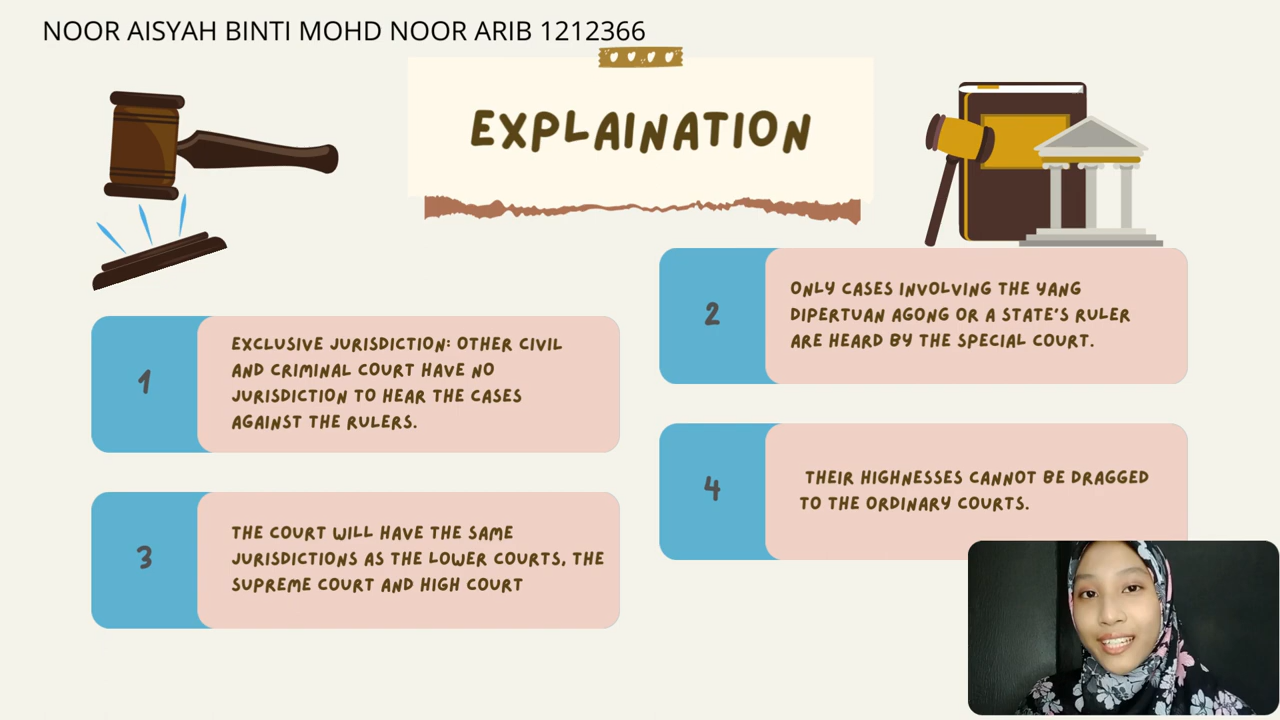 NOOR AISYAH BINTI MOHD NOOR ARIB 1212366
EXPLAINATION
1
EXCLUSIVE JURISDICTION: OTHER CIVIL
AND CRIMINAL COURT HAVE NO
JURISDICTION TO HEAR THE CASES
AGAINST THE RULERS.
2
ONLY CASES INVOLVING THE YANG
DIPERTUAN AGONG OR A STATE'S RULER
ARE HEARD BY THE SPECIAL COURT.
3
THE COURT WILL HAVE THE SAME
JURISDICTIONS AS THE LOWER COURTS, THE
SUPREME COURT AND HIGH COURT
4
THEIR HIGHNESSES CANNOT BE DRAGGED
TO THE ORDINARY COURTS.